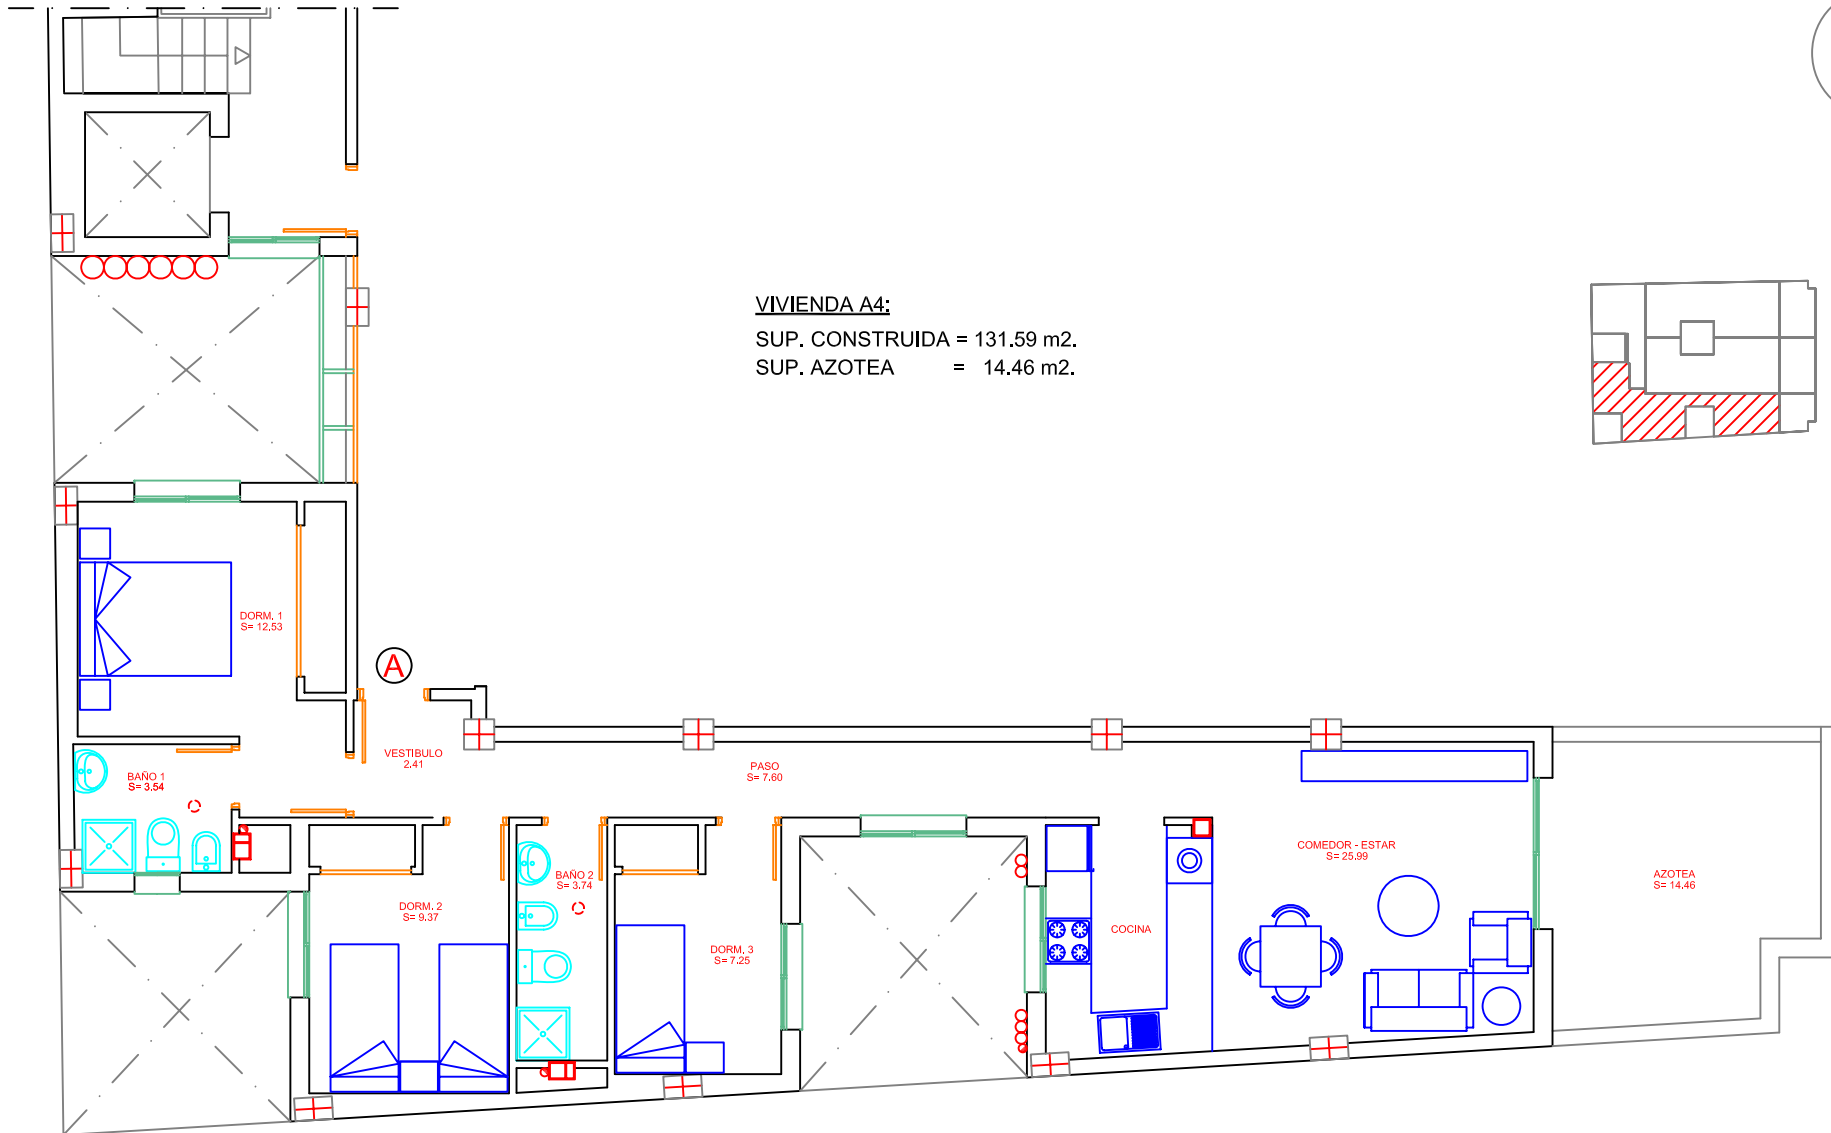 VIVIENDA A4:
SUP. CONSTRUIDA = 131.59 m2.
SUP. AZOTEA = 14.46 m2.
DORM. 1
S= 12.53
A
VESTIBULO
2.41
BAÑO 1
S= 3.54
PASO
S= 7.60
COMEDOR - ESTAR
S= 25.99
AZOTEA
S= 14.46
BAÑO 2
S= 3.74
DORM. 2
S= 9.37
DORM. 3
S= 7.25
COCINA